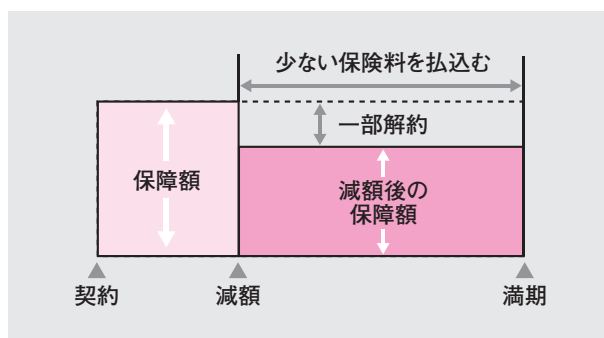 少ない保険料を払込む
一部解約
保障額
減額後の
保障額
契約
減額
満期